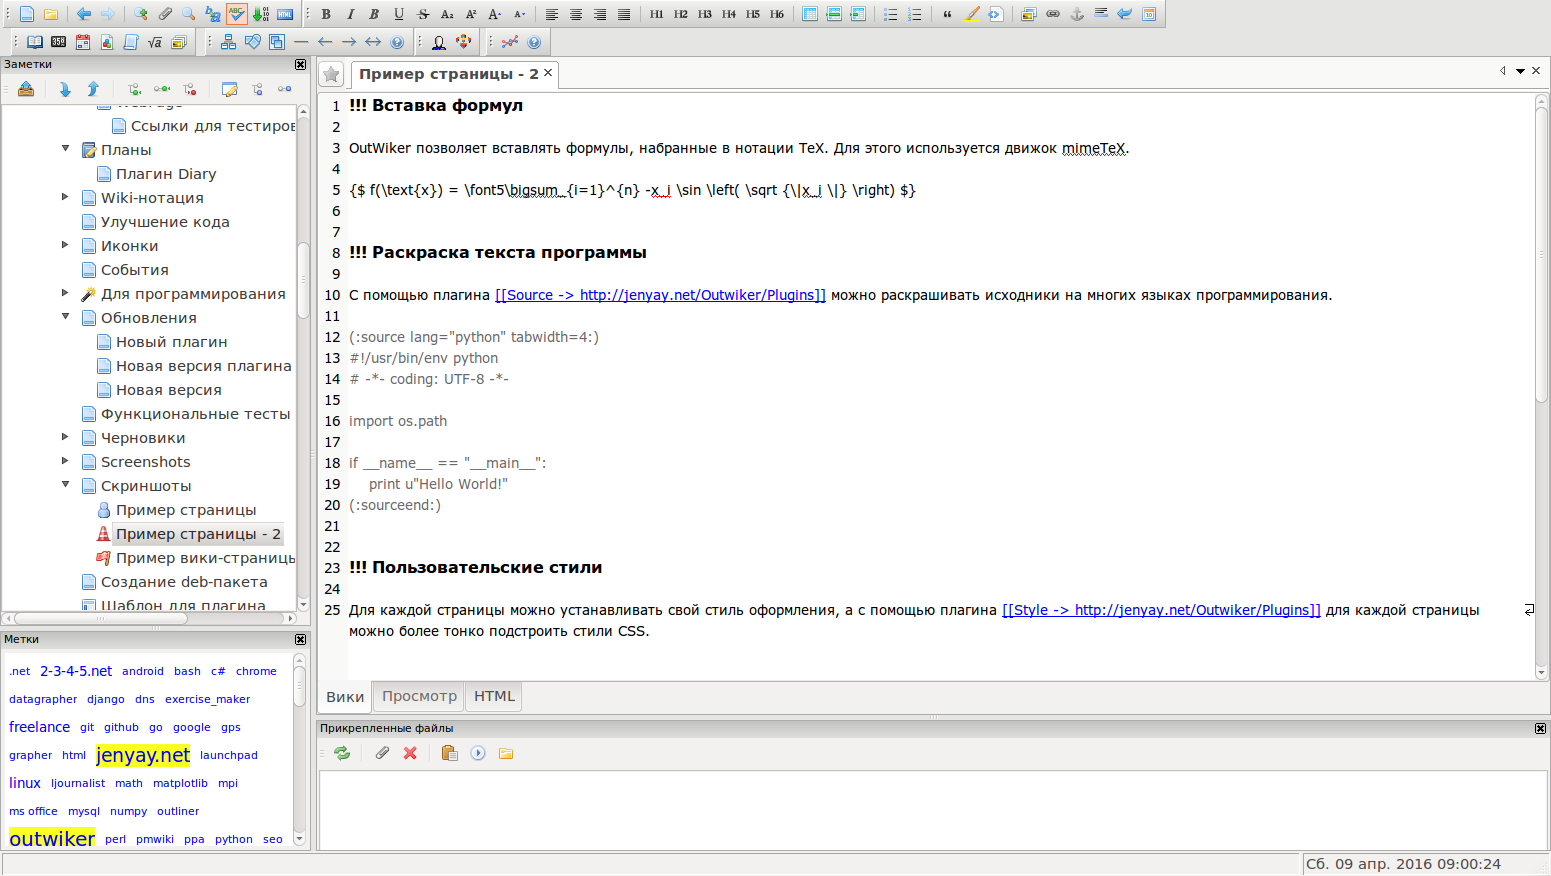 B I B U S A₂ A² A A H1 H2 H3 H4 H5 H6
Заметки
Ссылки для тестиров
Планы
Плагин Diary
Wiki-нотация
Улучшение кода
Иконки
События
Для программирования
Обновления
Новый плагин
Новая версия плагина
Новая версия
Функциональные тесты
Черновики
Screenshots
Скриншоты
Пример страницы
Пример страницы - 2
Пример вики-страниць
Создание deb-пакета
Шаблон для плагина
Метки
.net 2-3-4-5.net android bash c# chrome
datagrapher django dns exercise_maker
freelance git github go google gps
grapher html jenyay.net launchpad
linux ljournalist math matplotlib mpi
ms office mysql numpy outliner
outwiker perl pmwiki ppa python seo
Пример страницы - 2
1 !!! Вставка формул
2
3 OutWiker позволяет вставлять формулы, набранные в нотации TeX. Для этого используется движок mimeTeX.
4
5 {$ f(\text{x}) = \font5\bigsum_{i=1}^{n} -x_i \sin \left( \sqrt {\|x_i \|} \right) $}
6
7
8 !!! Раскраска текста программы
9
10 С помощью плагина [[Source -> http://jenyay.net/Outwiker/Plugins]] можно раскрашивать исходники на многих языках программирования.
11
12 (:source lang="python" tabwidth=4:)
13 #!/usr/bin/env python
14 # -*- coding: UTF-8 -*-
15
16 import os.path
17
18 if __name__ == "__main__":
19 print u"Hello World!"
20 (:sourceend:)
21
22
23 !!! Пользовательские стили
24
25 Для каждой страницы можно устанавливать свой стиль оформления, а с помощью плагина [[Style -> http://jenyay.net/Outwiker/Plugins]] для каждой страницы
можно более тонко подстроить стили CSS.
Вики Просмотр HTML
Прикрепленные файлы
Сб. 09 апр. 2016 09:00:24